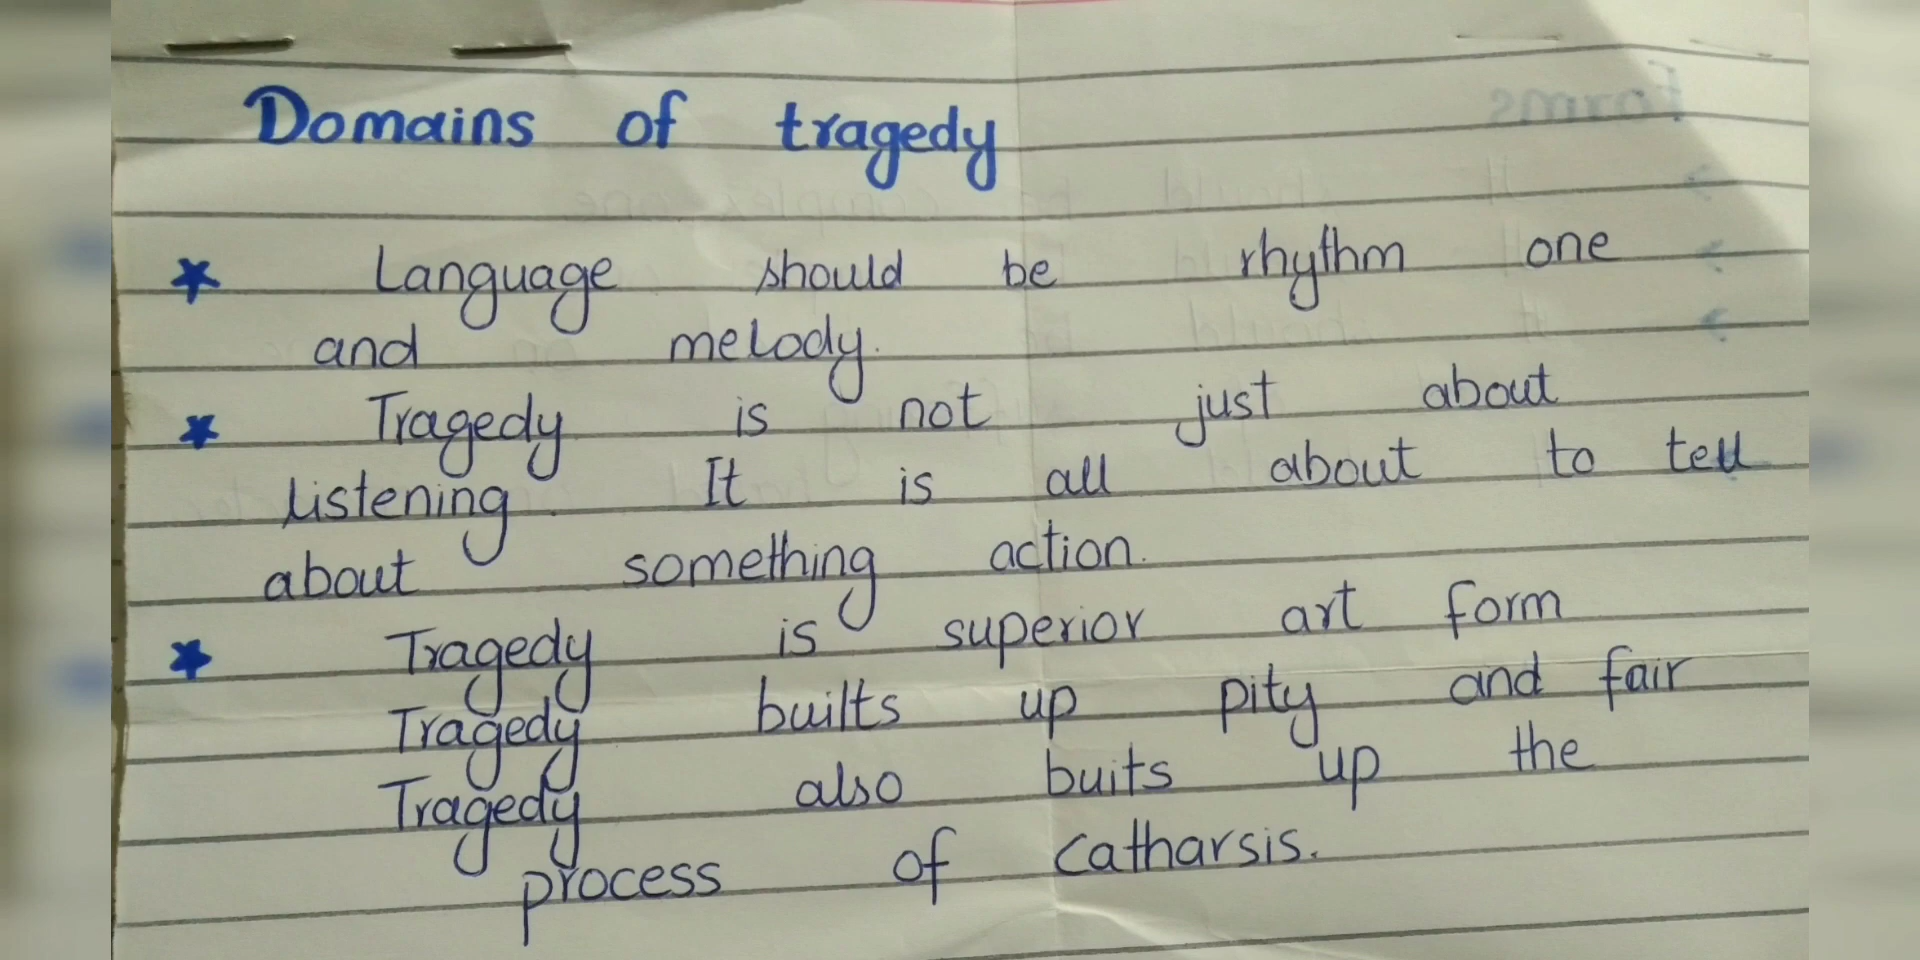 Domains of tragedy
* Language should be rhythm one
and melody.
* Tragedy is not just about
listening. It is all about to tell
about something action.
* Tragedy is superior art form
Tragedy builts up pity and fair
Tragedy also buits up the
process of catharsis.